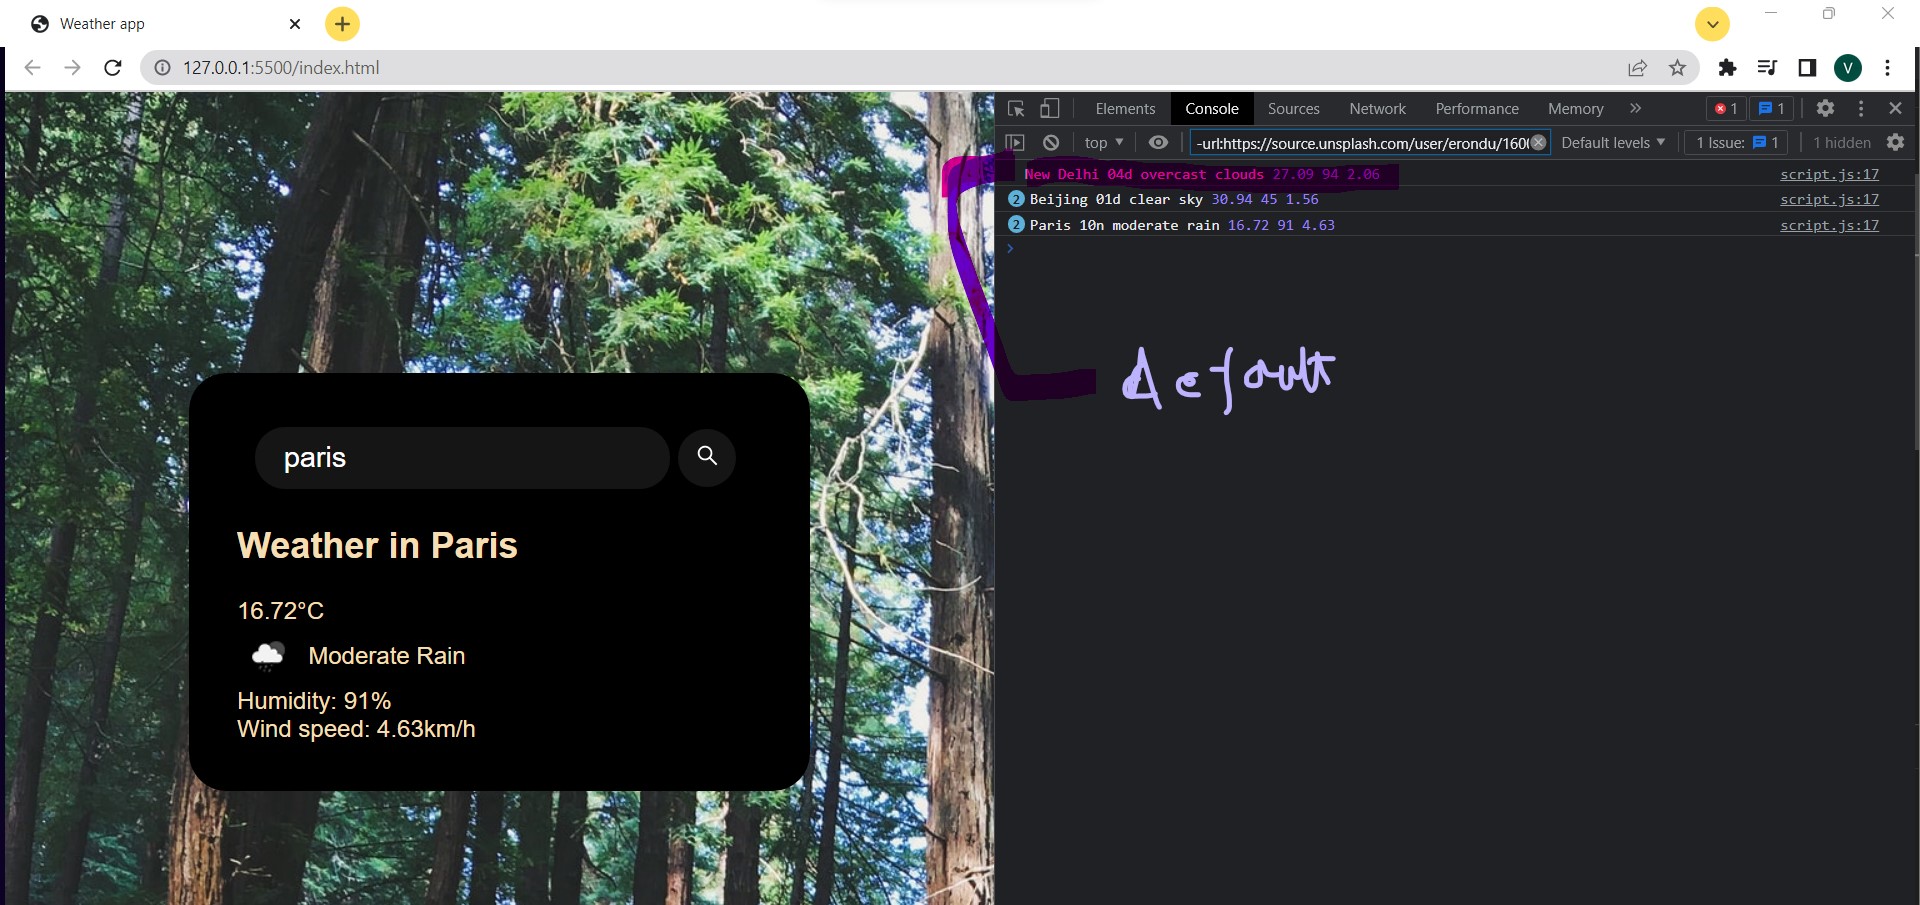 Weather app
127.0.0.1:5500/index.html
V
Elements Console Sources Network Performance Memory » 1 1
top -url:https://source.unsplash.com/user/erondu/160 Default levels 1 Issue: 1 1 hidden
New Delhi 04d overcast clouds 27.09 94 2.06 script.js:17
2 Beijing 01d clear sky 30.94 45 1.56 script.js:17
2 Paris 10n moderate rain 16.72 91 4.63 script.js:17
default
paris
Weather in Paris
16.72°C
Moderate Rain
Humidity: 91%
Wind speed: 4.63km/h